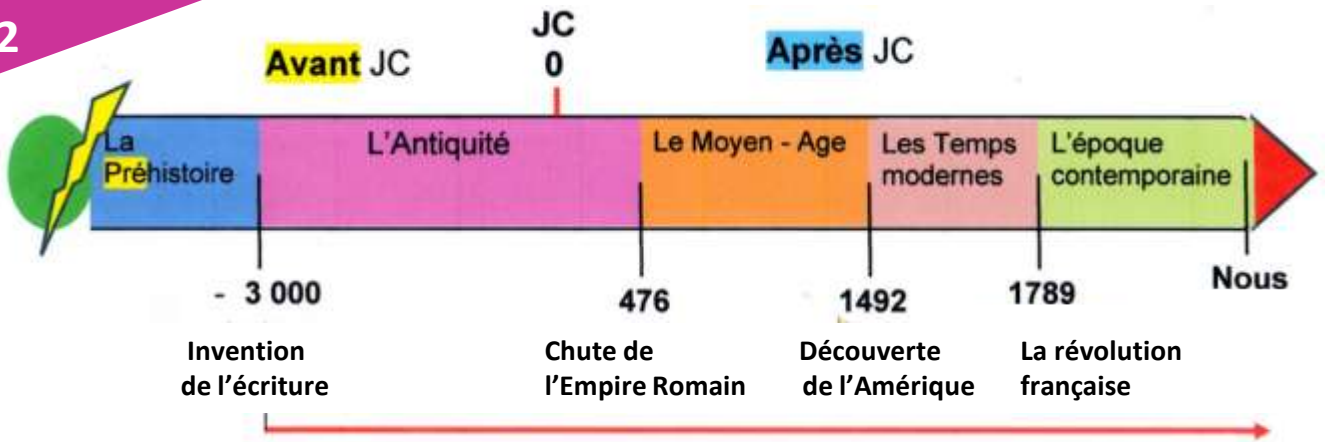 2
JC
Avant JC
0
Après JC
La
Préhistoire
L'Antiquité
Le Moyen - Age
Les Temps
modernes
L'époque
contemporaine
- 3 000
476
1492
1789
Nous
Invention
de l'écriture
Chute de
l'Empire Romain
Découverte
de l'Amérique
La révolution
française